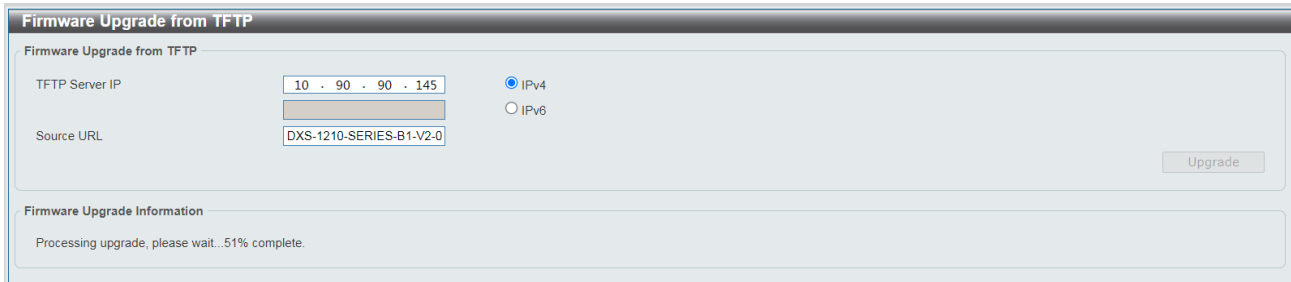 Firmware Upgrade from TFTP
Firmware Upgrade from TFTP
TFTP Server IP
10 . 90 . 90 . 145
IPv4
IPv6
Source URL
DXS-1210-SERIES-B1-V2-0
Upgrade
Firmware Upgrade Information
Processing upgrade, please wait...51% complete.